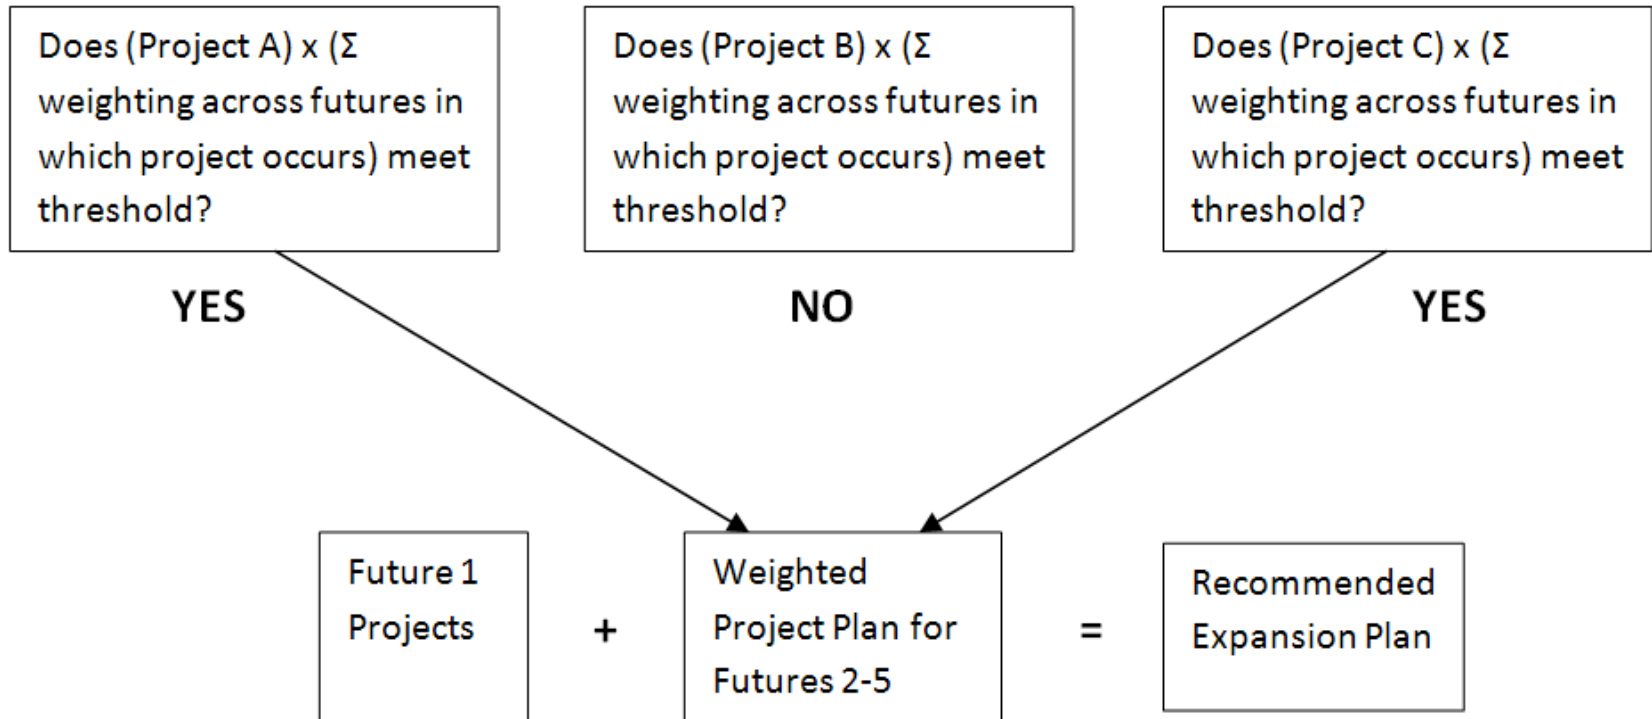 Does (Project A) x (Σ
weighting across futures in
which project occurs) meet
threshold?
Does (Project B) x (Σ
weighting across futures in
which project occurs) meet
threshold?
Does (Project C) x (Σ
weighting across futures in
which project occurs) meet
threshold?
YES
NO
YES
Future 1
Projects
+
Weighted
Project Plan for
Futures 2-5
=
Recommended
Expansion Plan